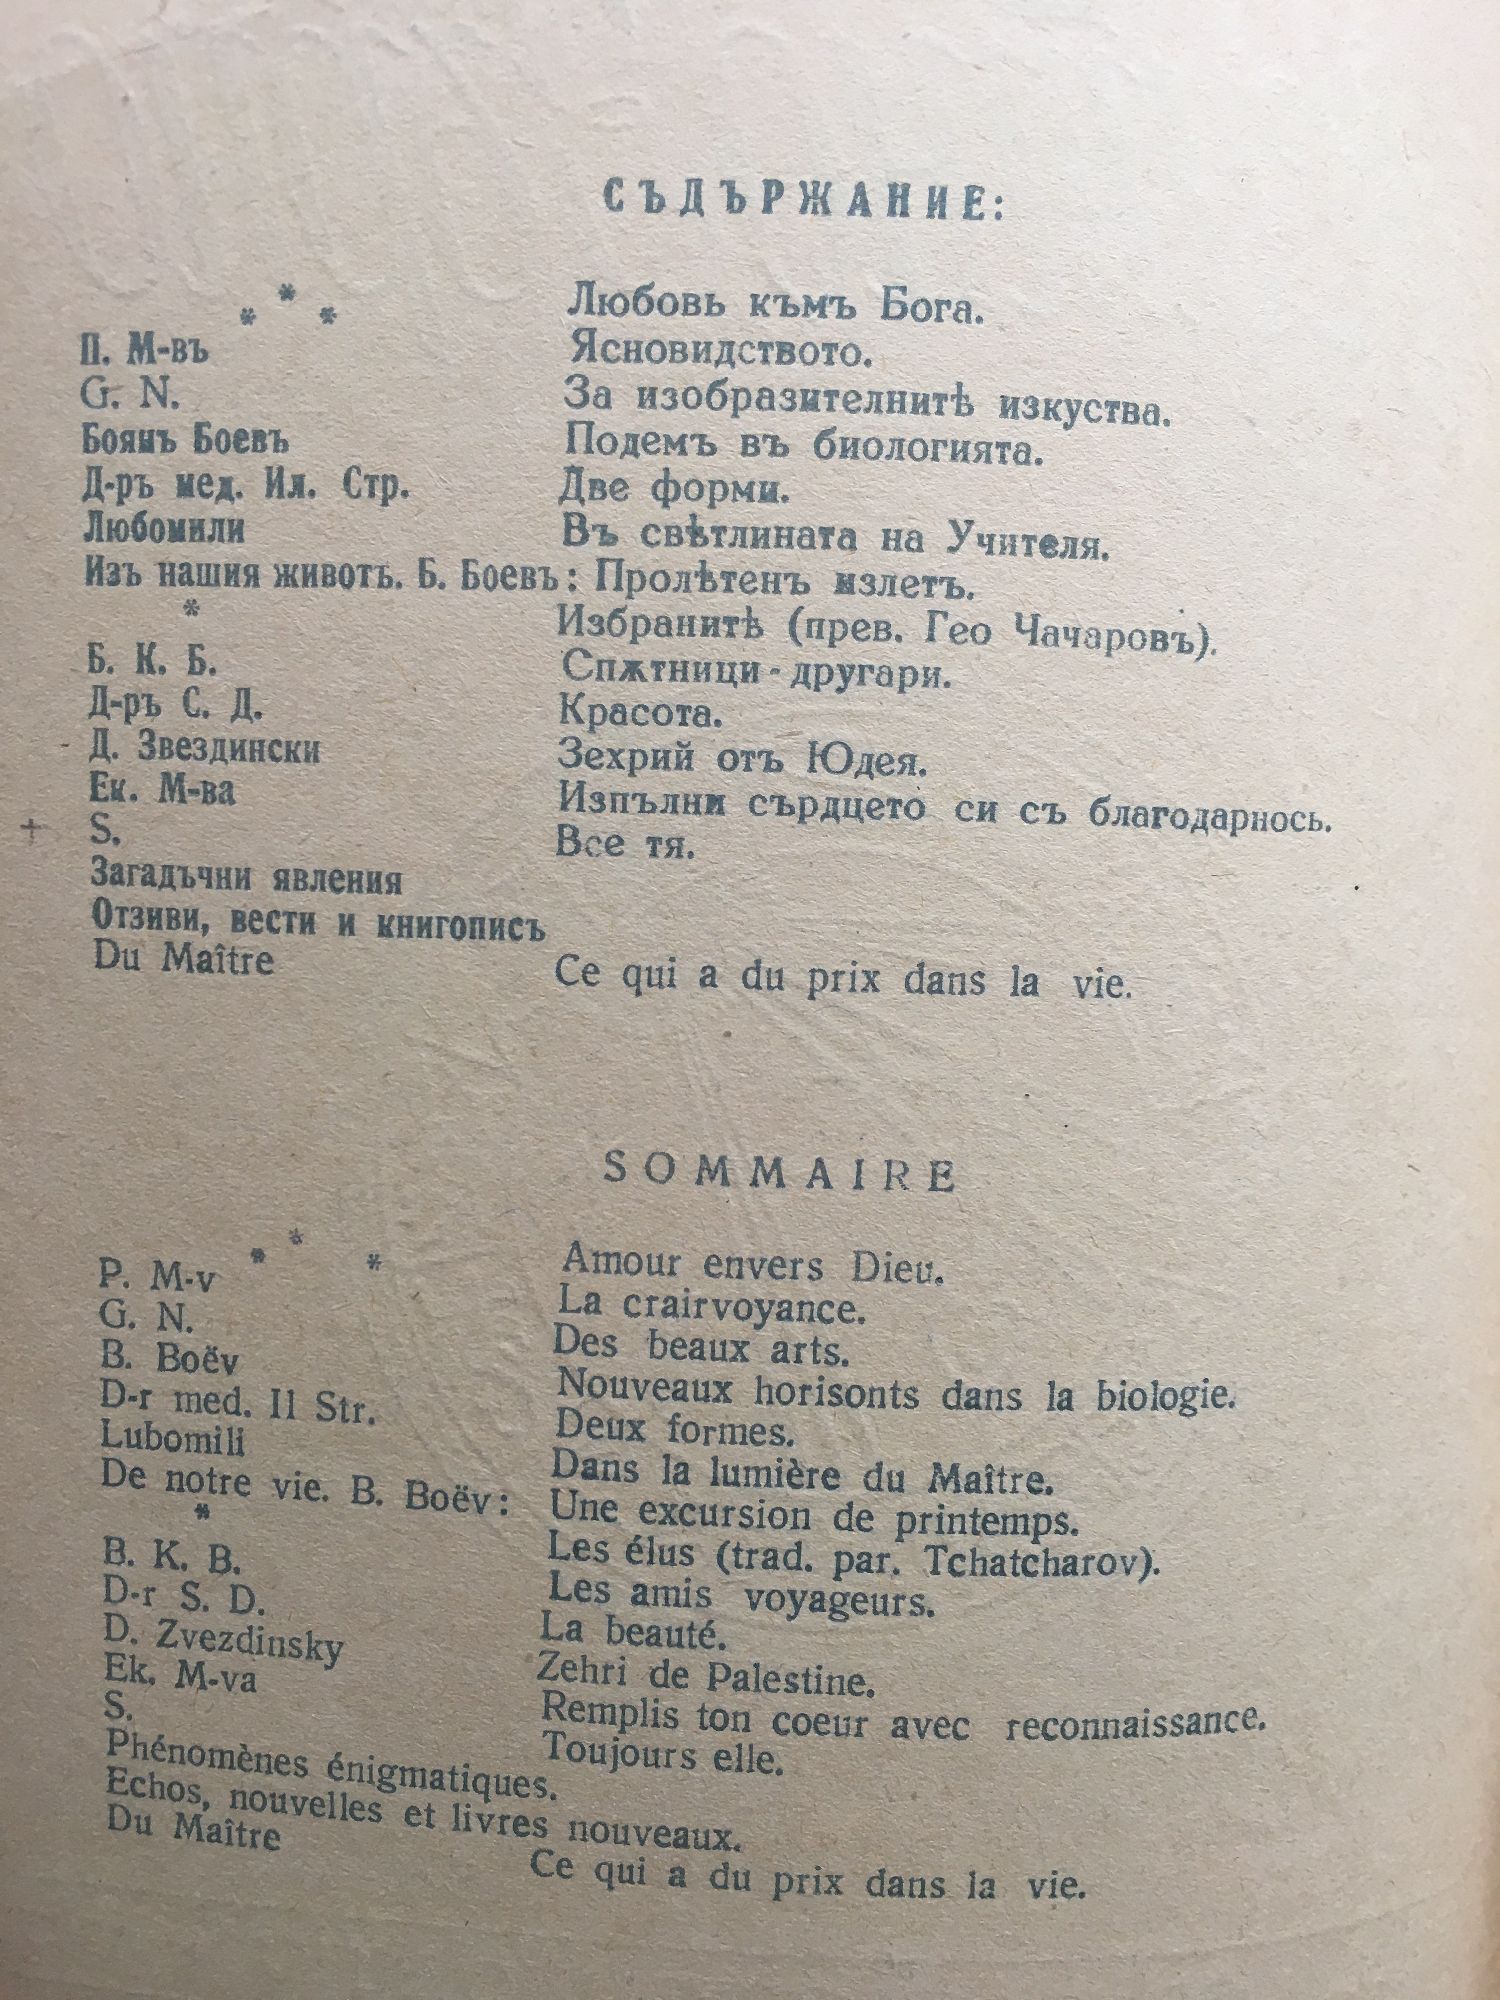 СЪДЪРЖАНИЕ:
* * * Любовь къмъ Бога.
П. М-въ Ясновидството.
G. N. За изобразителнитѣ изкуства.
Боянъ Боевъ Подемъ въ биологията.
Д-ръ мед. Ил. Стр. Две форми.
Любомили Въ свѣтлината на Учителя.
Изъ нашия животъ. Б. Боевъ: Пролѣтенъ излетъ.
* Избранитѣ (прев. Гео Чачаровъ).
Б. К. Б. Спѫтници-другари.
Д-ръ С. Д. Красота.
Д. Звездински Зехрий отъ Юдея.
Ек. М-ва Изпълни сърдцето си съ благодарнось.
+ S. Все тя.
Загадъчни явления
Отзиви, вести и книгописъ
Du Maître Ce qui a du prix dans la vie.
SOMMAIRE
* * * Amour envers Dieu.
P. M-v La crairvoyance.
G. N. Des beaux arts.
B. Boëv Nouveaux horisonts dans la biologie.
D-r med. Il Str. Deux formes.
Lubomili Dans la lumière du Maître.
De notre vie. B. Boëv: Une excursion de printemps.
* Les élus (trad. par. Tchatcharov).
B. K. B. Les amis voyageurs.
D-r S. D. La beauté.
D. Zvezdinsky Zehri de Palestine.
Ek. M-va Remplis ton coeur avec reconnaissance.
S. Toujours elle.
Phénomènes énigmatiques.
Echos, nouvelles et livres nouveaux.
Du Maître Ce qui a du prix dans la vie.